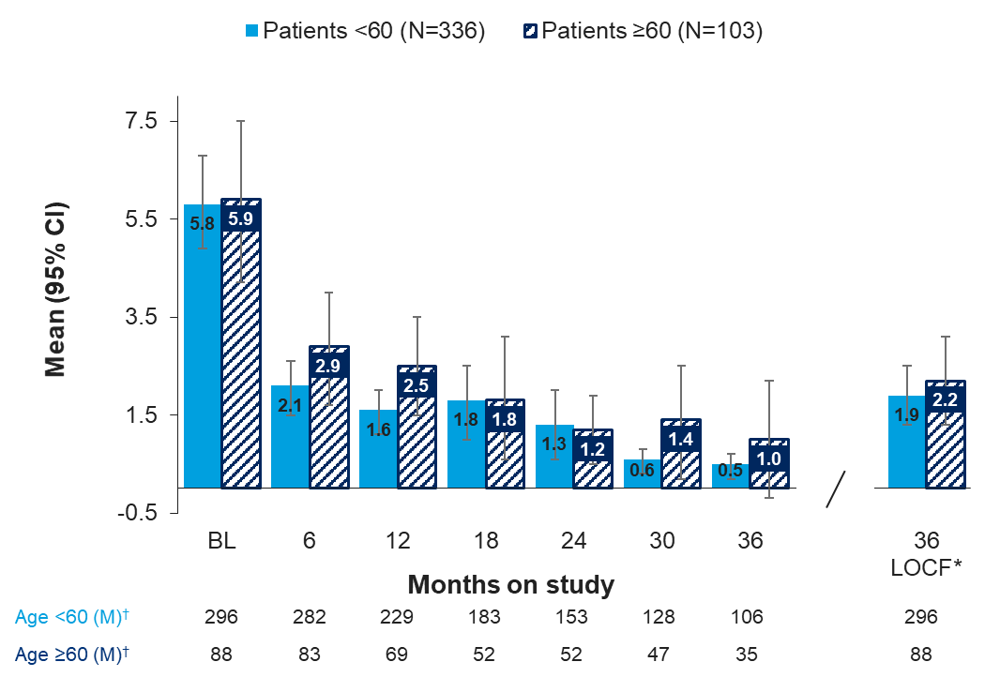 Patients <60 (N=336) Patients ≥60 (N=103)
7.5
5.5
3.5
1.5
-0.5
Mean (95% CI)
5.8 5.9
2.1 2.9
1.6 2.5
1.8 1.8
1.3 1.2
0.6 1.4
0.5 1.0
1.9 2.2
BL 6 12 18 24 30 36 36
LOCF*
Months on study
Age <60 (M)† 296 282 229 183 153 128 106 296
Age ≥60 (M)† 88 83 69 52 52 47 35 88